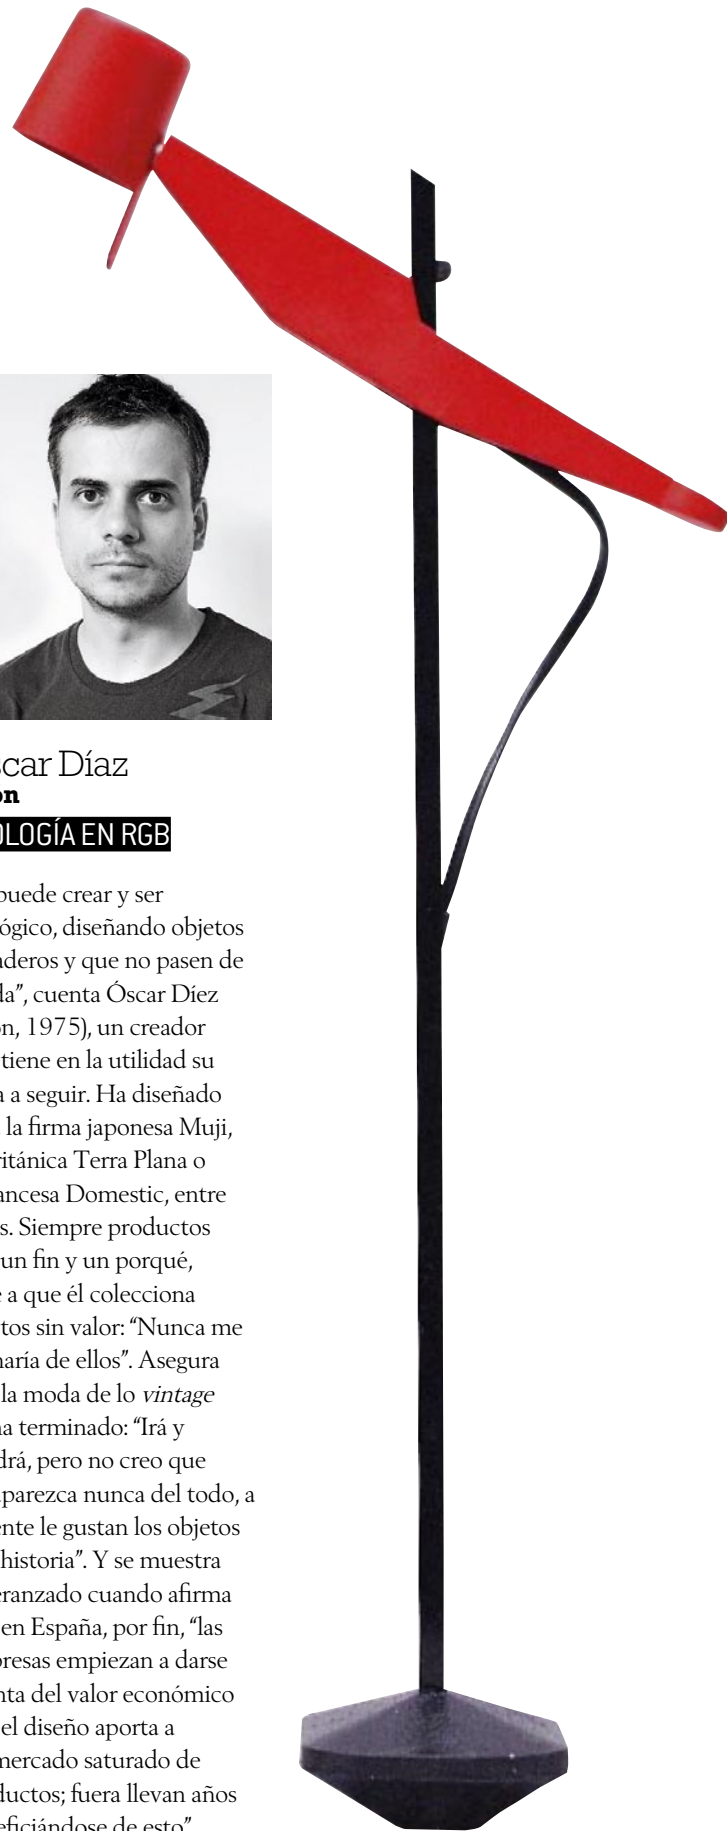 scar Díaz
on
OLOGÍA EN RGB
puede crear y ser
ógico, diseñando objetos
aderos y que no pasen de
da”, cuenta Óscar Díez
on, 1975), un creador
tiene en la utilidad su
a a seguir. Ha diseñado
la firma japonesa Muji,
ritánica Terra Plana o
ancesa Domestic, entre
s. Siempre productos
un fin y un porqué,
e a que él colecciona
tos sin valor: “Nunca me
haría de ellos”. Asegura
la moda de lo vintage
ha terminado: “Irá y
drá, pero no creo que
aparezca nunca del todo, a
ente le gustan los objetos
historia”. Y se muestra
eranzado cuando afirma
en España, por fin, “las
presas empiezan a darse
nta del valor económico
el diseño aporta a
mercado saturado de
ductos; fuera llevan años
eficiándose de esto”